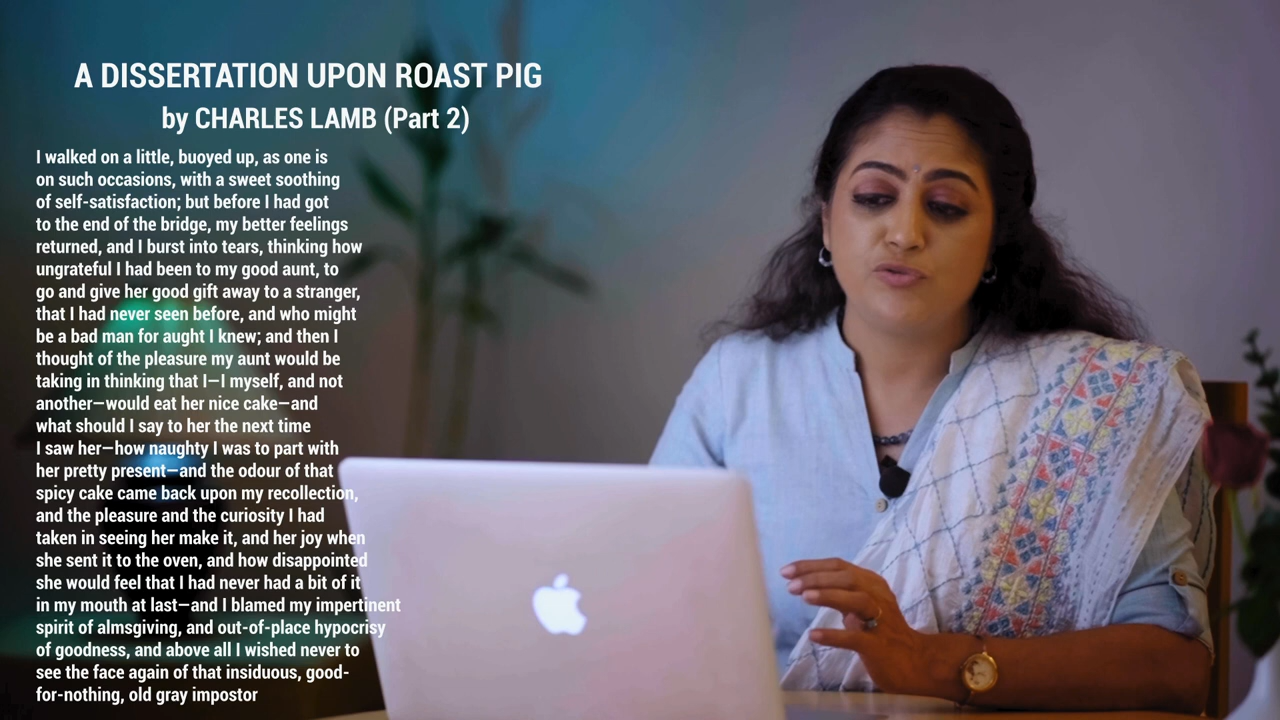 A DISSERTATION UPON ROAST PIG
by CHARLES LAMB (Part 2)
I walked on a little, buoyed up, as one is
on such occasions, with a sweet soothing
of self-satisfaction; but before I had got
to the end of the bridge, my better feelings
returned, and I burst into tears, thinking how
ungrateful I had been to my good aunt, to
go and give her good gift away to a stranger,
that I had never seen before, and who might
be a bad man for aught I knew; and then I
thought of the pleasure my aunt would be
taking in thinking that I—I myself, and not
another—would eat her nice cake—and
what should I say to her the next time
I saw her—how naughty I was to part with
her pretty present—and the odour of that
spicy cake came back upon my recollection,
and the pleasure and the curiosity I had
taken in seeing her make it, and her joy when
she sent it to the oven, and how disappointed
she would feel that I had never had a bit of it
in my mouth at last—and I blamed my impertinent
spirit of almsgiving, and out-of-place hypocrisy
of goodness, and above all I wished never to
see the face again of that insiduous, good-
for-nothing, old gray impostor